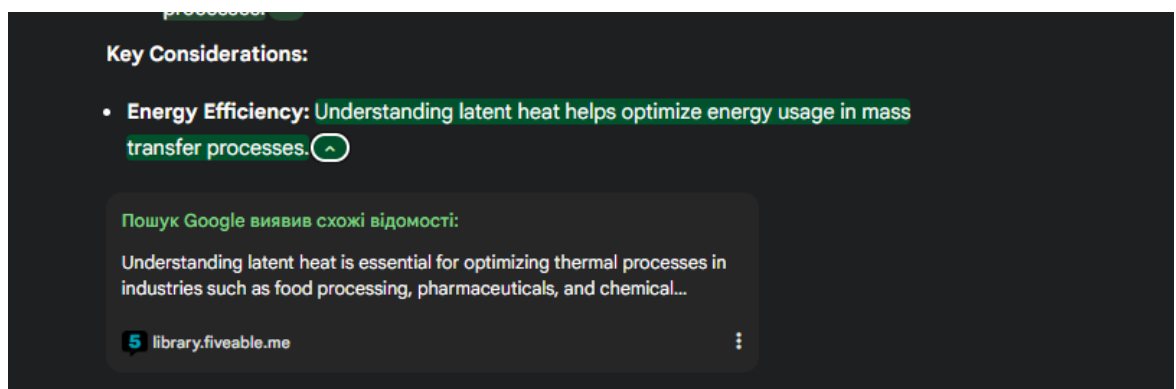 processes.
Key Considerations:
• Energy Efficiency: Understanding latent heat helps optimize energy usage in mass
transfer processes.
Пошук Google виявив схожі відомості:
Understanding latent heat is essential for optimizing thermal processes in
industries such as food processing, pharmaceuticals, and chemical...
5 library.fiveable.me